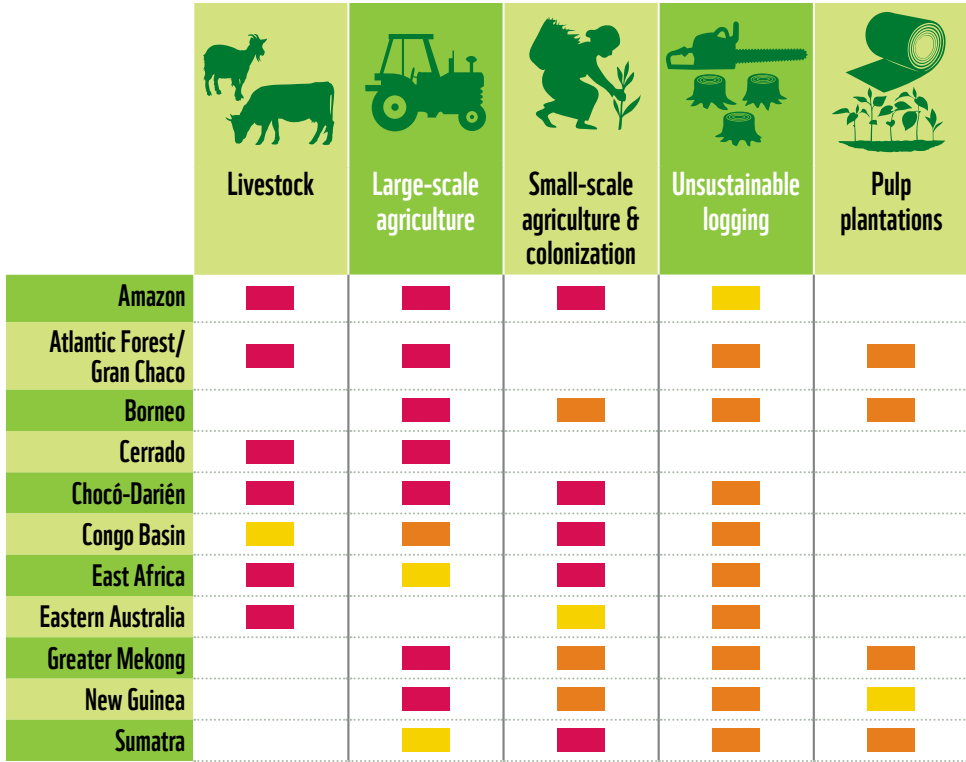 Livestock
Large-scale
agriculture
Small-scale
agriculture &
colonization
Unsustainable
logging
Pulp
plantations
Amazon
Atlantic Forest/
Gran Chaco
Borneo
Cerrado
Chocó-Darién
Congo Basin
East Africa
Eastern Australia
Greater Mekong
New Guinea
Sumatra